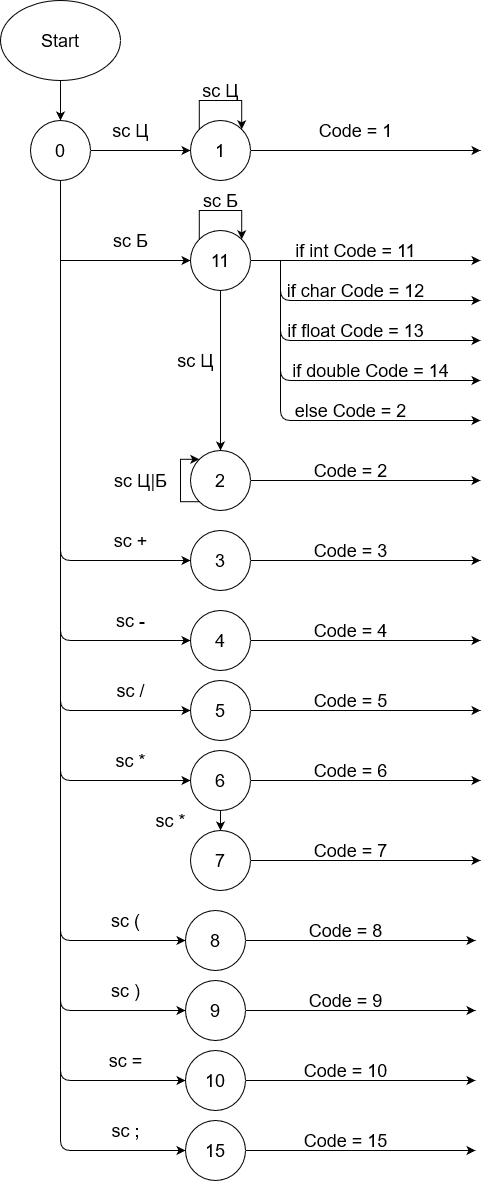 Start
sc Ц
0
sc Ц
1
Code = 1
sc Б
sc Б
11
if int Code = 11
if char Code = 12
if float Code = 13
sc Ц
if double Code = 14
else Code = 2
sc Ц|Б
2
Code = 2
sc +
3
Code = 3
sc -
4
Code = 4
sc /
5
Code = 5
sc *
6
Code = 6
sc *
7
Code = 7
sc (
8
Code = 8
sc )
9
Code = 9
sc =
10
Code = 10
sc ;
15
Code = 15